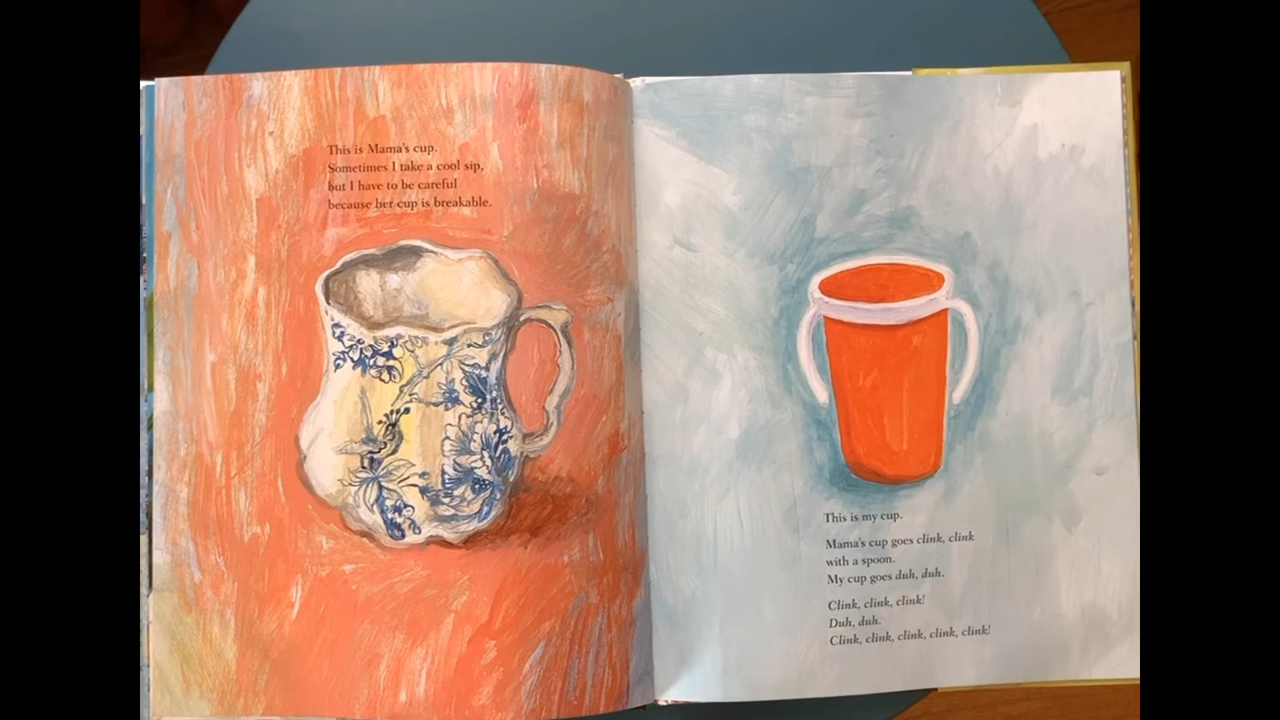 This is Mama's cup.
Sometimes I take a cool sip,
but I have to be careful
because her cup is breakable.
This is my cup.
Mama's cup goes clink, clink
with a spoon.
My cup goes duh, duh.
Clink, clink, clink!
Duh, duh.
Clink, clink, clink, clink, clink!